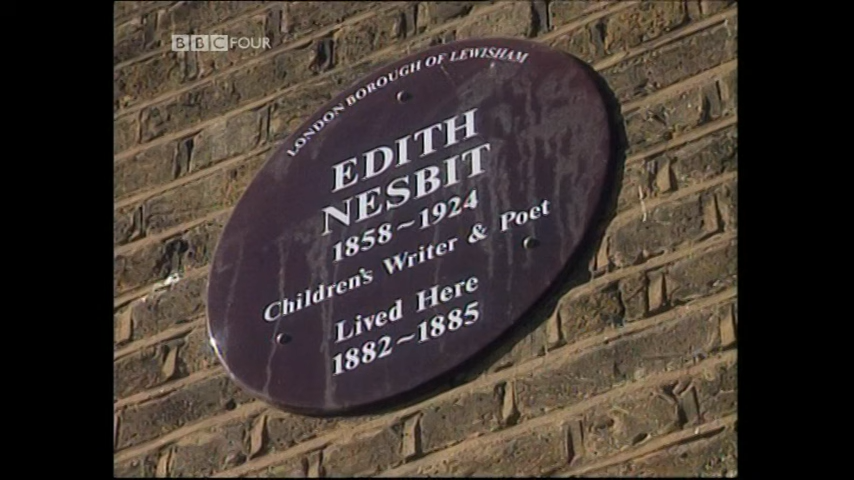 BBC FOUR
LONDON BOROUGH OF LEWISHAM
EDITH
NESBIT
1858~1924
Children's Writer & Poet
Lived Here
1882~1885